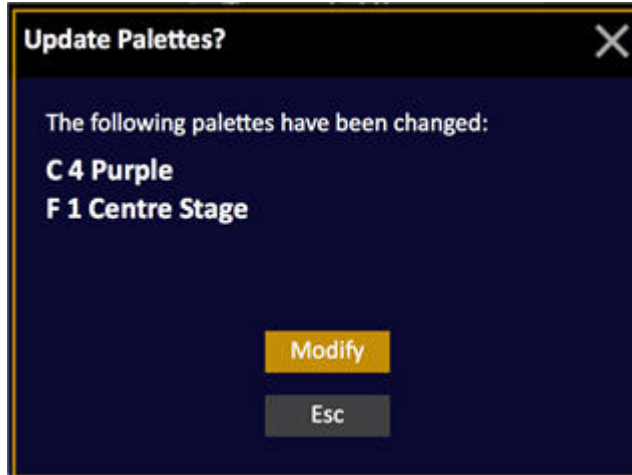 Update Palettes?
The following palettes have been changed:
C 4 Purple
F 1 Centre Stage
Modify
Esc